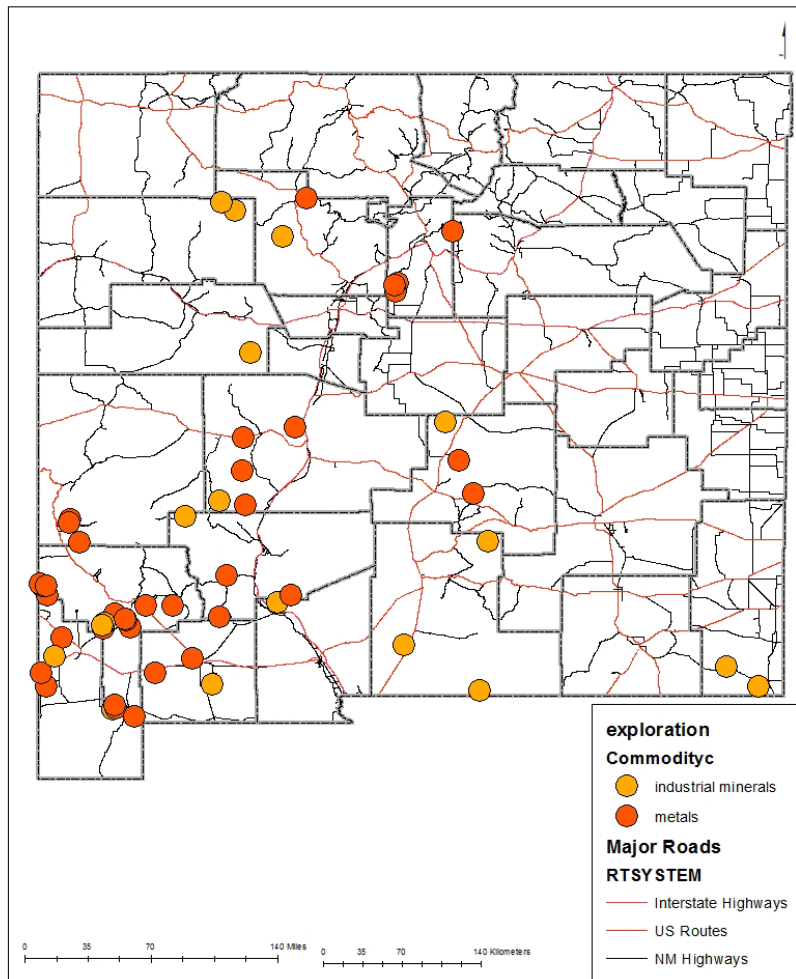 exploration
Commodityc
industrial minerals
metals
Major Roads
RTSYSTEM
Interstate Highways
US Routes
NM Highways
0 35 70 140 Miles
0 35 70 140 Kilometers